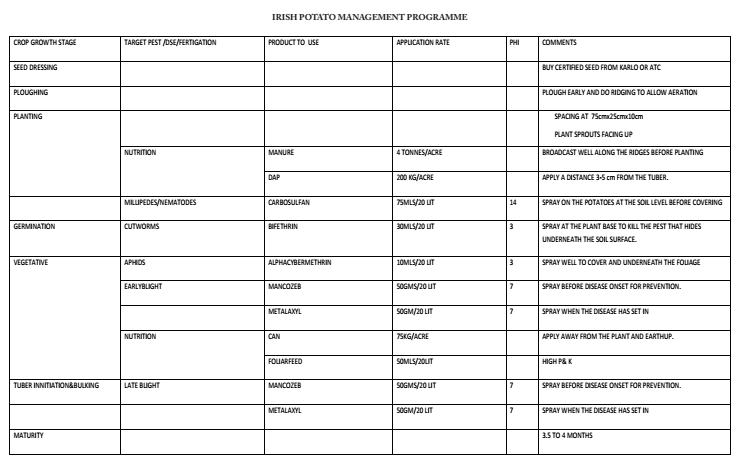 IRISH POTATO MANAGEMENT PROGRAMME
CROP GROWTH STAGE TARGET PEST /DSE/FERTIGATION PRODUCT TO USE APPLICATION RATE PHI COMMENTS
SEED DRESSING BUY CERTIFIED SEED FROM KARLO OR ATC
PLOUGHING PLOUGH EARLY AND DO RIDGING TO ALLOW AERATION
PLANTING SPACING AT 75cmx25cmx10cm
PLANT SPROUTS FACING UP
NUTRITION MANURE 4 TONNES/ACRE BROADCAST WELL ALONG THE RIDGES BEFORE PLANTING
DAP 200 KG/ACRE APPLY A DISTANCE 3-5 cm FROM THE TUBER.
MILLIPEDES/NEMATODES CARBOSULFAN 75MLS/20 LIT 14 SPRAY ON THE POTATOES AT THE SOIL LEVEL BEFORE COVERING
GERMINATION CUTWORMS BIFETHRIN 30MLS/20 LIT 3 SPRAY AT THE PLANT BASE TO KILL THE PEST THAT HIDES
UNDERNEATH THE SOIL SURFACE.
VEGETATIVE APHIDS ALPHACYBERMETHRIN 10MLS/20 LIT 3 SPRAY WELL TO COVER AND UNDERNEATH THE FOLIAGE
EARLYBLIGHT MANCOZEB 50GMS/20 LIT 7 SPRAY BEFORE DISEASE ONSET FOR PREVENTION.
METALAXYL 50GM/20 LIT 7 SPRAY WHEN THE DISEASE HAS SET IN
NUTRITION CAN 75KG/ACRE APPLY AWAY FROM THE PLANT AND EARTHUP.
FOLIARFEED 50MLS/20LIT HIGH P& K
TUBER INNITIATION&BULKING LATE BLIGHT MANCOZEB 50GMS/20 LIT 7 SPRAY BEFORE DISEASE ONSET FOR PREVENTION.
METALAXYL 50GM/20 LIT 7 SPRAY WHEN THE DISEASE HAS SET IN
MATURITY 3.5 TO 4 MONTHS